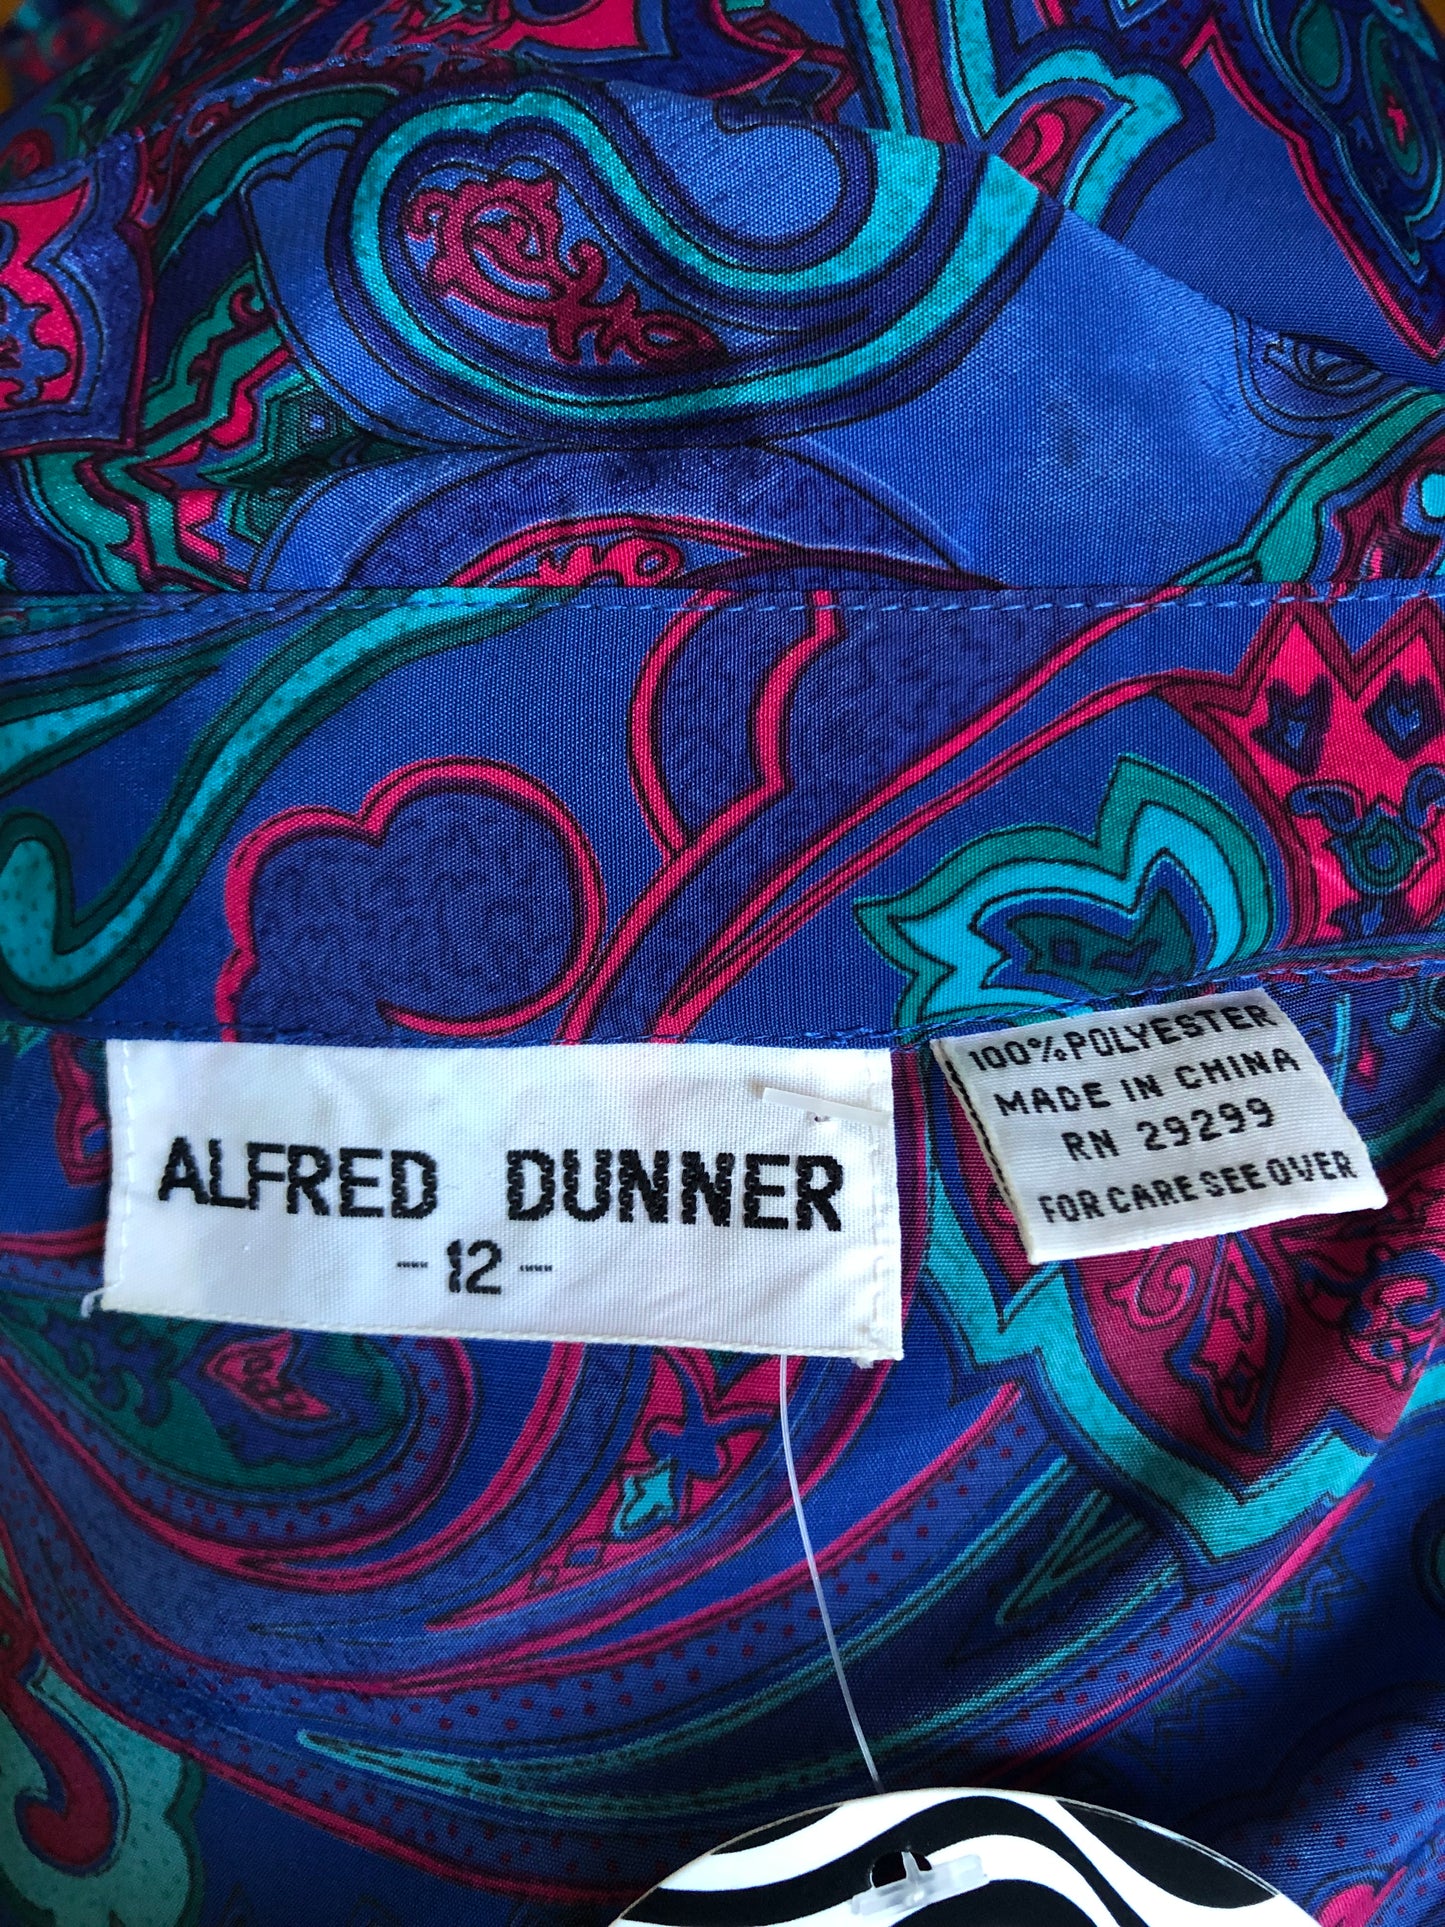 ALFRED DUNNER
-12-
100% POLYESTER
MADE IN CHINA
RN 29299
FOR CARE SEE OVER